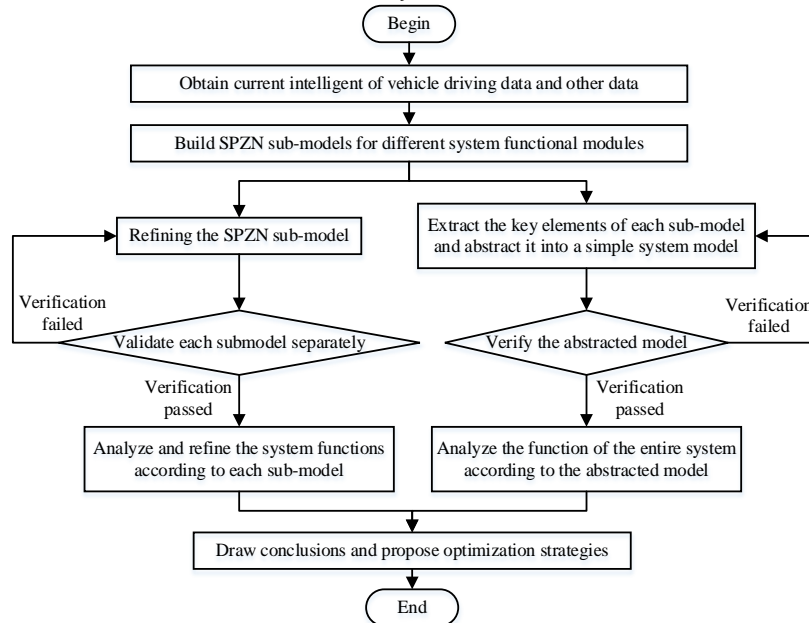 Begin
Obtain current intelligent of vehicle driving data and other data
Build SPZN sub-models for different system functional modules
Refining the SPZN sub-model
Extract the key elements of each sub-model
and abstract it into a simple system model
Verification
failed
Validate each submodel separately
Verify the abstracted model
Verification
failed
Verification
passed
Verification
passed
Analyze and refine the system functions
according to each sub-model
Analyze the function of the entire system
according to the abstracted model
Draw conclusions and propose optimization strategies
End